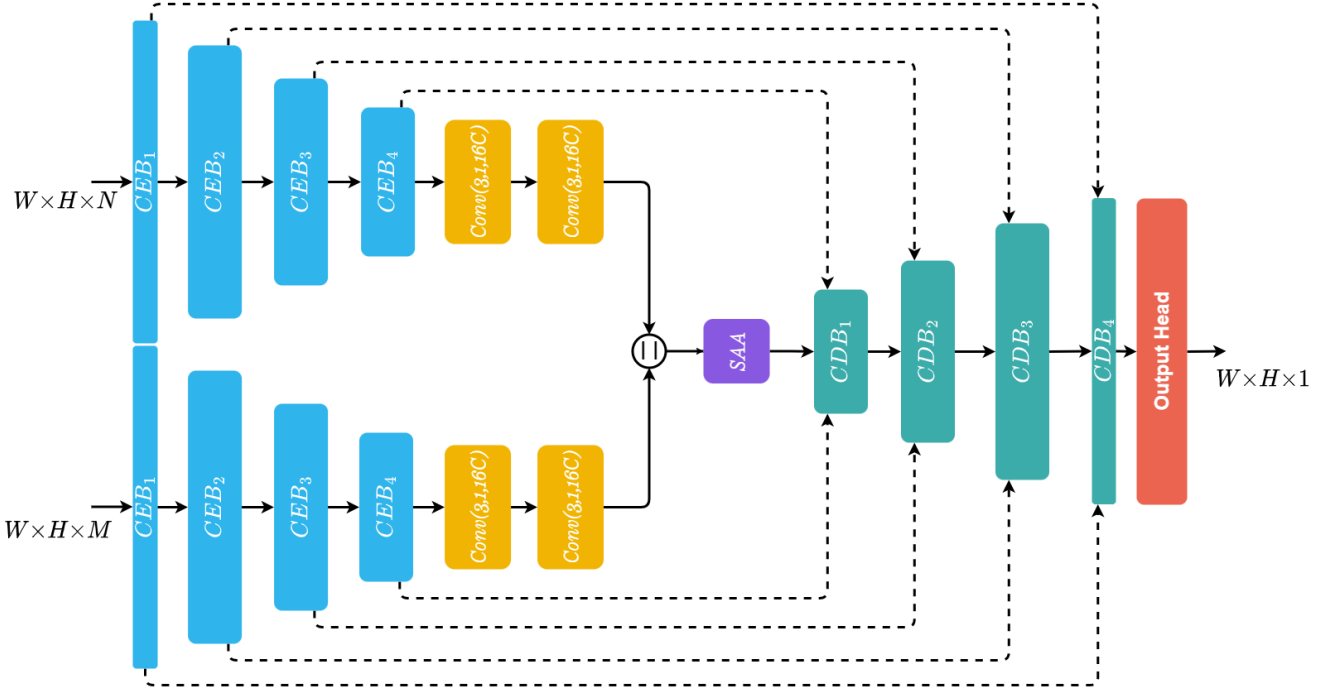 W×H×N
CEB₁
CEB₂
CEB₃
CEB₄
Conv(3,1,16C)
Conv(3,1,16C)
W×H×M
CEB₁
CEB₂
CEB₃
CEB₄
Conv(3,1,16C)
Conv(3,1,16C)
||
SAA
CDB₁
CDB₂
CDB₃
CDB₄
Output Head
W×H×1